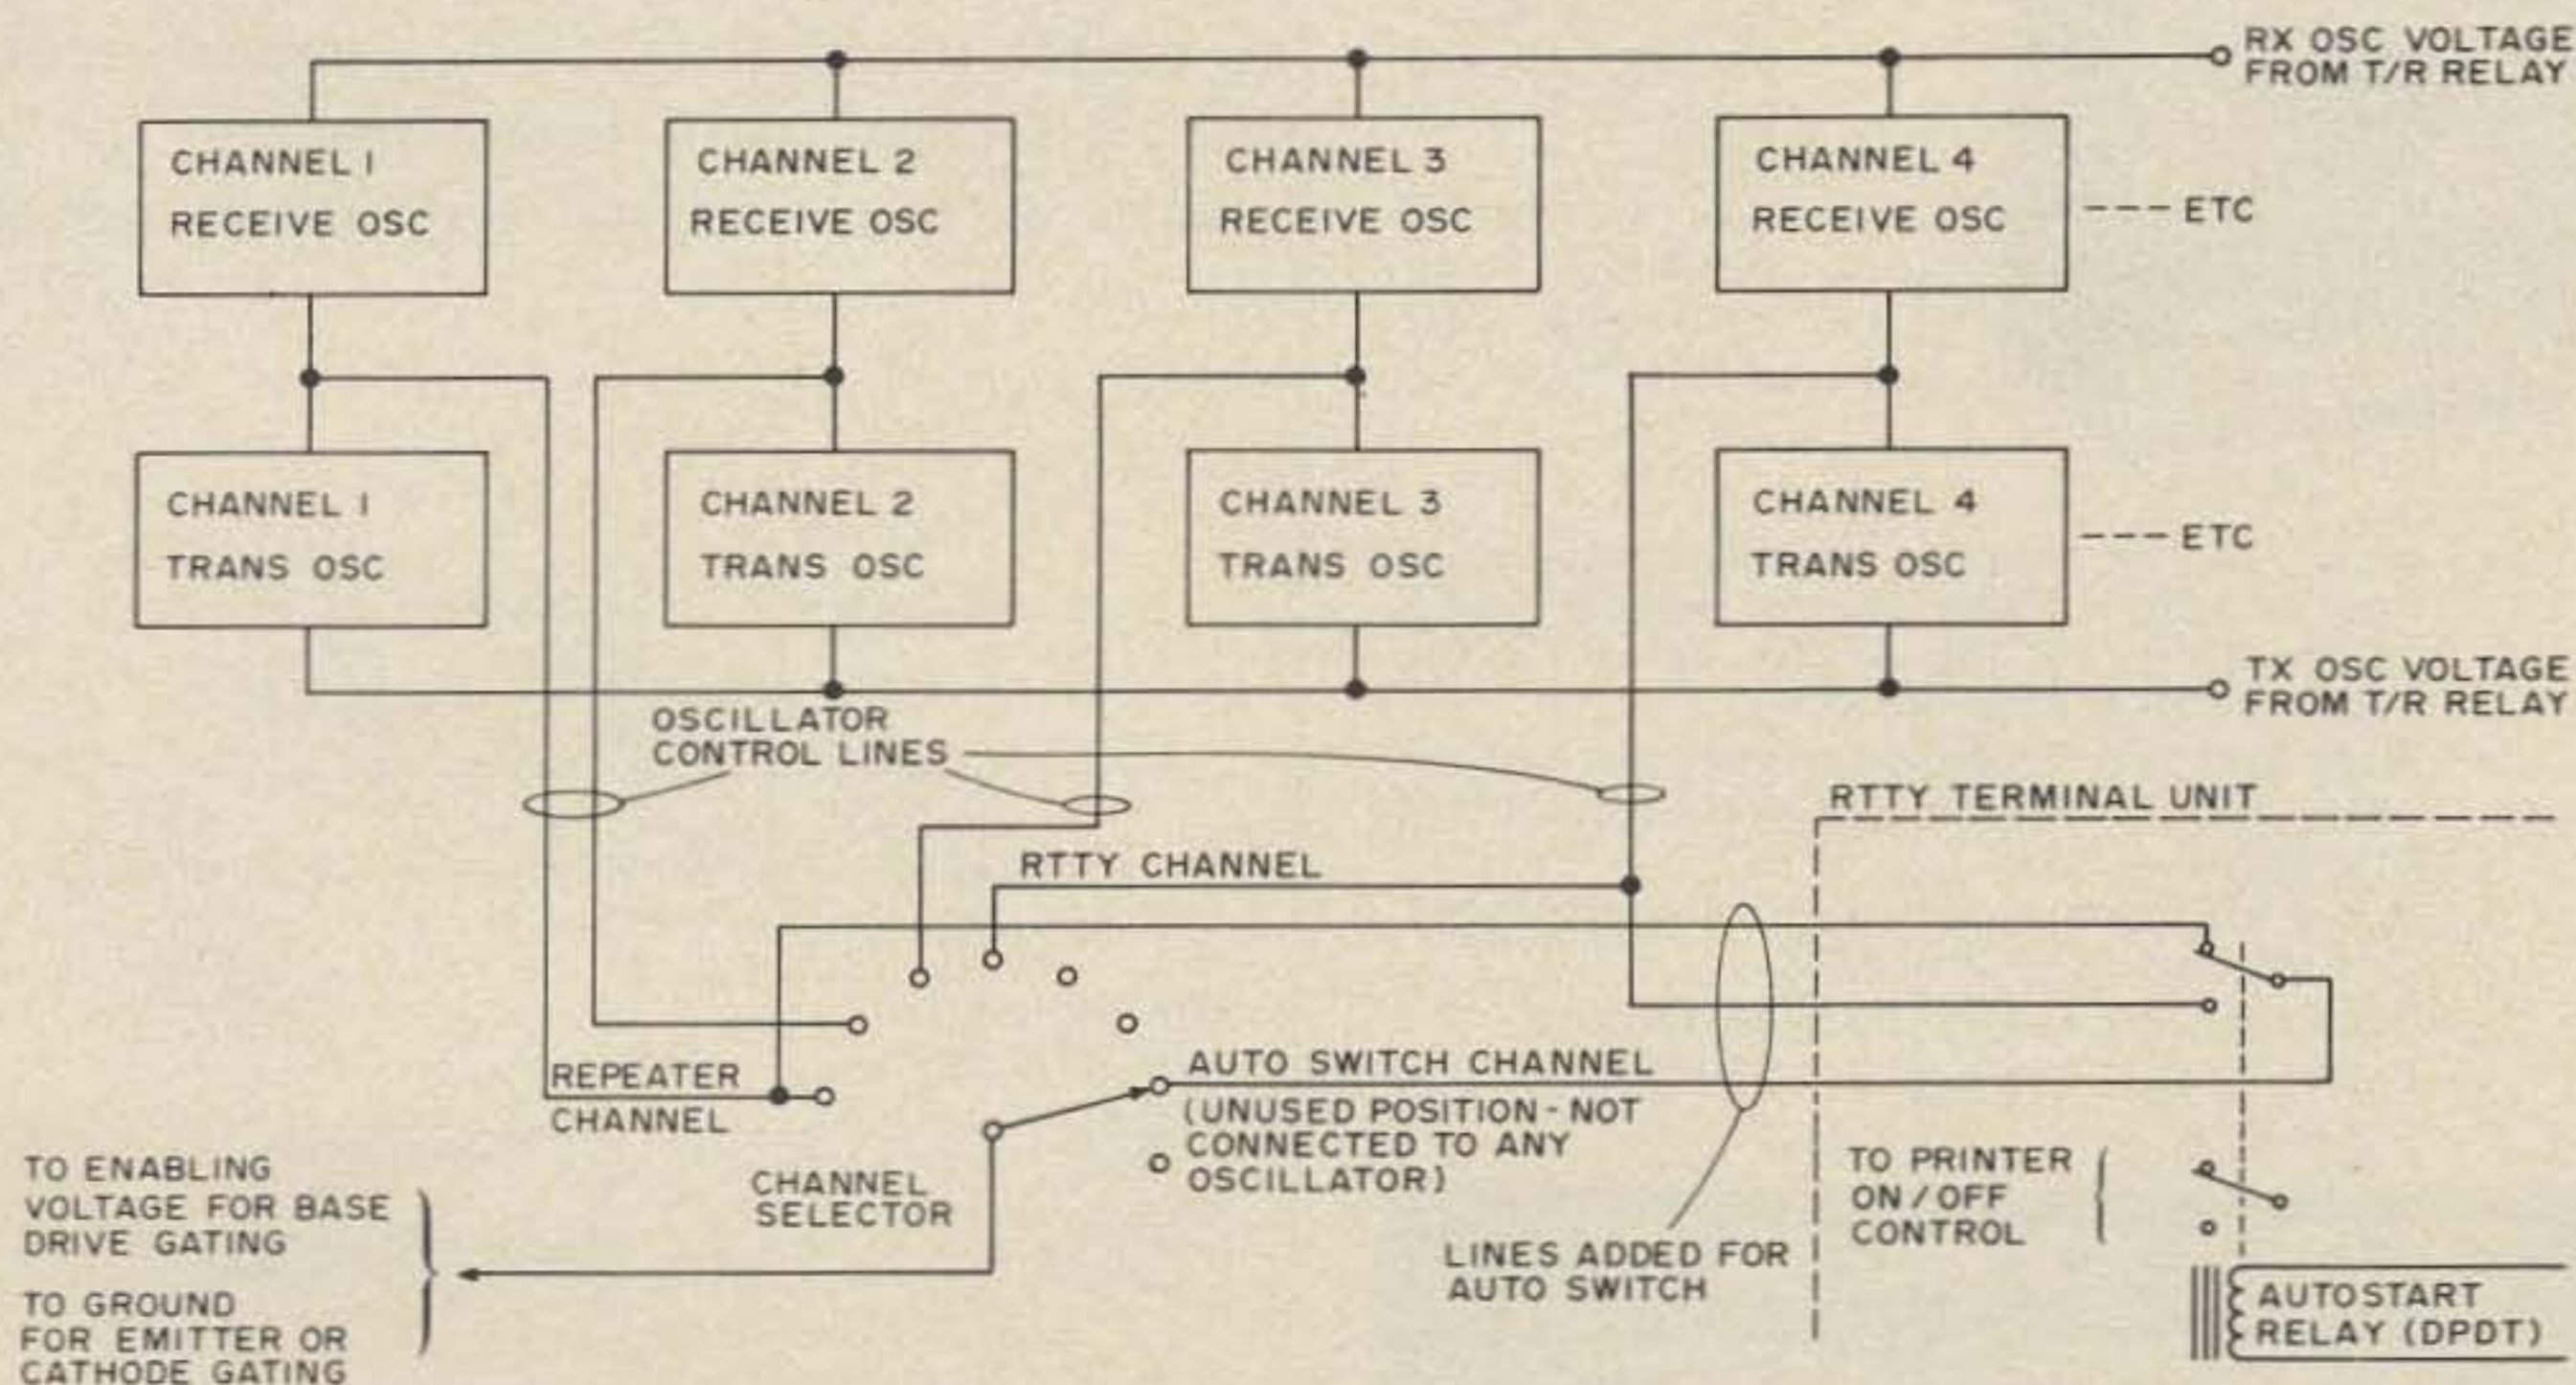 RX OSC VOLTAGE
FROM T/R RELAY
CHANNEL 1
RECEIVE OSC
CHANNEL 2
RECEIVE OSC
CHANNEL 3
RECEIVE OSC
CHANNEL 4
RECEIVE OSC
--- ETC
CHANNEL 1
TRANS OSC
CHANNEL 2
TRANS OSC
CHANNEL 3
TRANS OSC
CHANNEL 4
TRANS OSC
--- ETC
TX OSC VOLTAGE
FROM T/R RELAY
OSCILLATOR
CONTROL LINES
RTTY TERMINAL UNIT
RTTY CHANNEL
REPEATER
CHANNEL
AUTO SWITCH CHANNEL
(UNUSED POSITION - NOT
CONNECTED TO ANY
OSCILLATOR)
CHANNEL
SELECTOR
TO ENABLING
VOLTAGE FOR BASE
DRIVE GATING
TO GROUND
FOR EMITTER OR
CATHODE GATING
LINES ADDED FOR
AUTO SWITCH
TO PRINTER
ON/OFF
CONTROL
AUTOSTART
RELAY (DPDT)